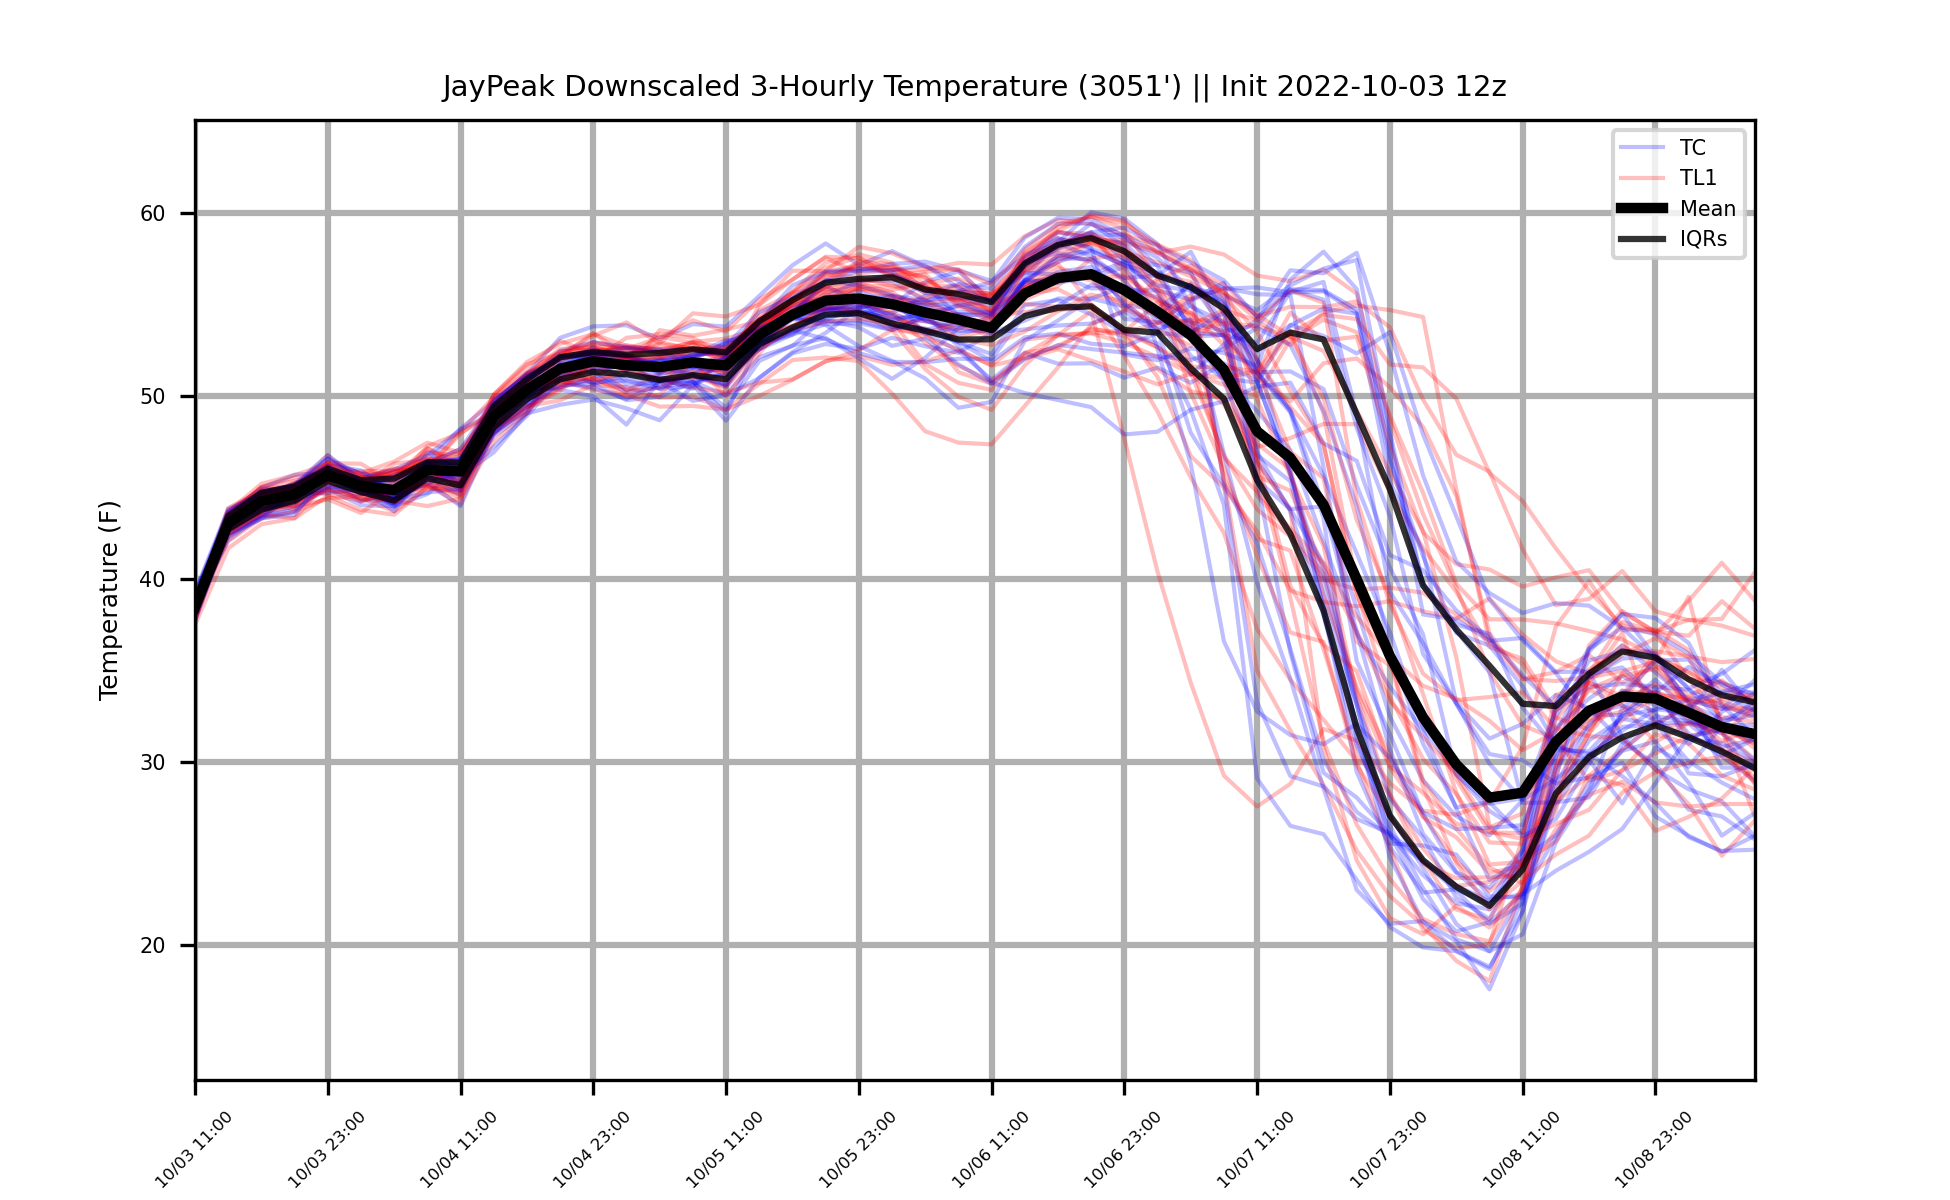 JayPeak Downscaled 3-Hourly Temperature (3051') || Init 2022-10-03 12z
TC
TL1
Mean
IQRs
Temperature (F)
60
50
40
30
20
10/03 11:00
10/03 23:00
10/04 11:00
10/04 23:00
10/05 11:00
10/05 23:00
10/06 11:00
10/06 23:00
10/07 11:00
10/07 23:00
10/08 11:00
10/08 23:00